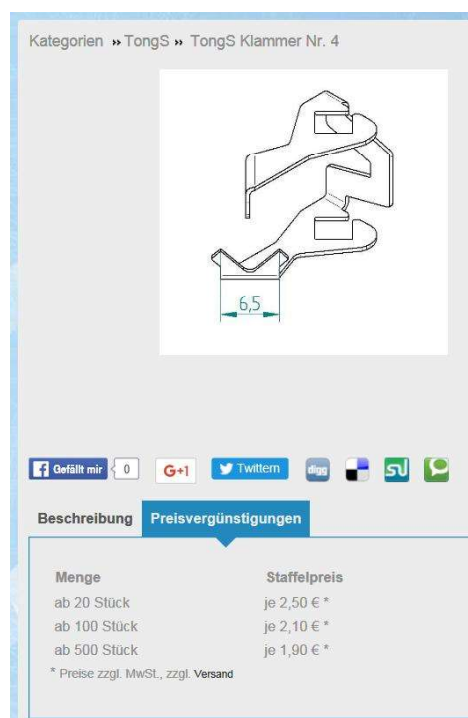 Kategorien » TongS » TongS Klammer Nr. 4
6,5
Gefällt mir 0 G+1 Twittern digg
Beschreibung Preisvergünstigungen
Menge Staffelpreis
ab 20 Stück je 2,50 € *
ab 100 Stück je 2,10 € *
ab 500 Stück je 1,90 € *
* Preise zzgl. MwSt., zzgl. Versand